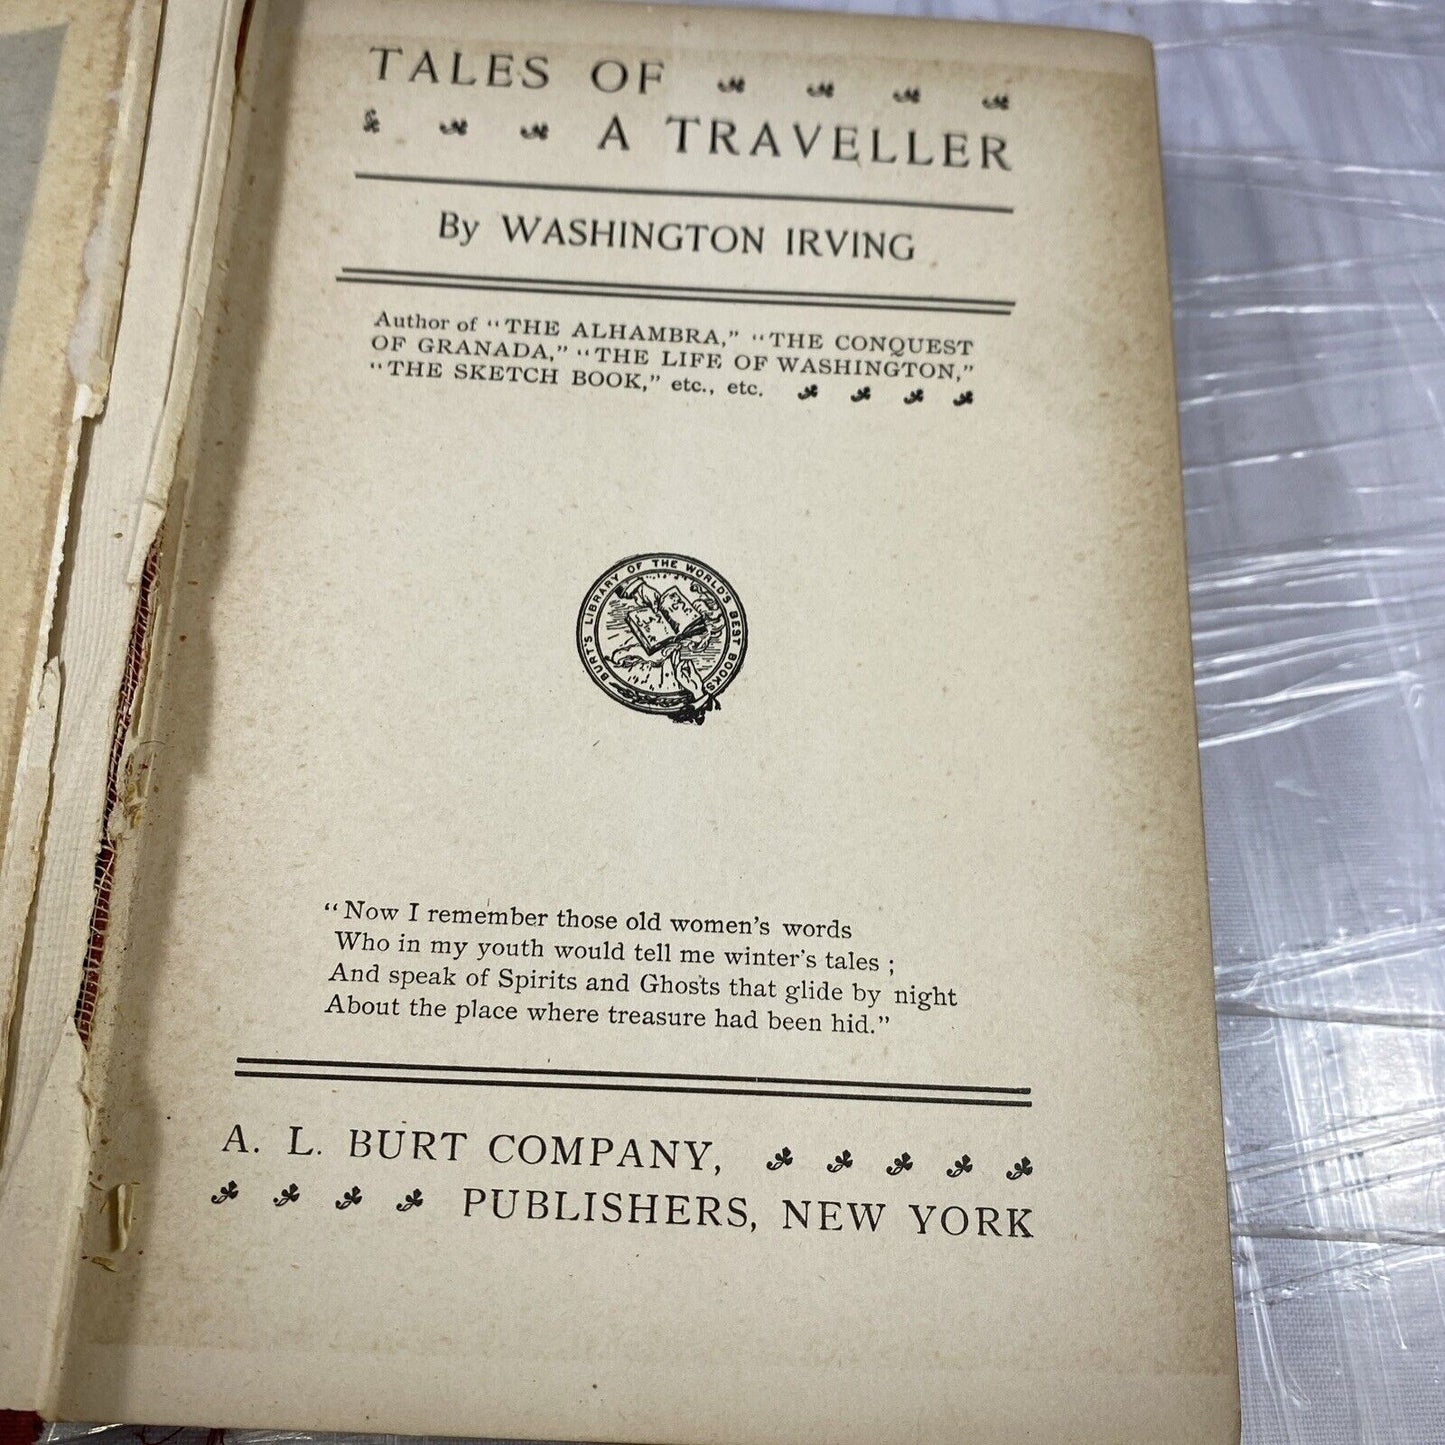 TALES OF
A TRAVELLER
By WASHINGTON IRVING
Author of "THE ALHAMBRA," "THE CONQUEST
OF GRANADA," "THE LIFE OF WASHINGTON,"
"THE SKETCH BOOK," etc., etc.
BURT'S LIBRARY OF THE WORLD'S BEST BOOKS
"Now I remember those old women's words
Who in my youth would tell me winter's tales ;
And speak of Spirits and Ghosts that glide by night
About the place where treasure had been hid."
A. L. BURT COMPANY,
PUBLISHERS, NEW YORK